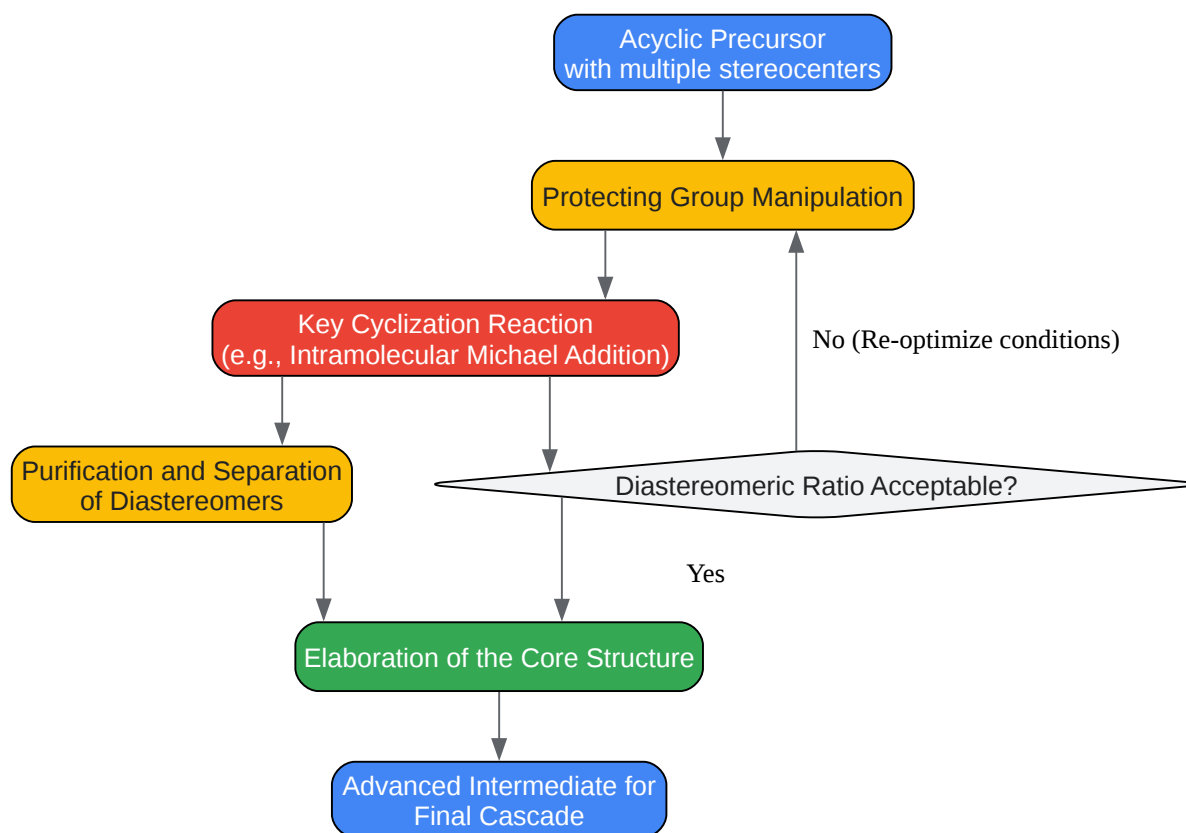 Acyclic Precursor
with multiple stereocenters
Protecting Group Manipulation
Key Cyclization Reaction
(e.g., Intramolecular Michael Addition)
No (Re-optimize conditions)
Purification and Separation
of Diastereomers
Diastereomeric Ratio Acceptable?
Yes
Elaboration of the Core Structure
Advanced Intermediate for
Final Cascade